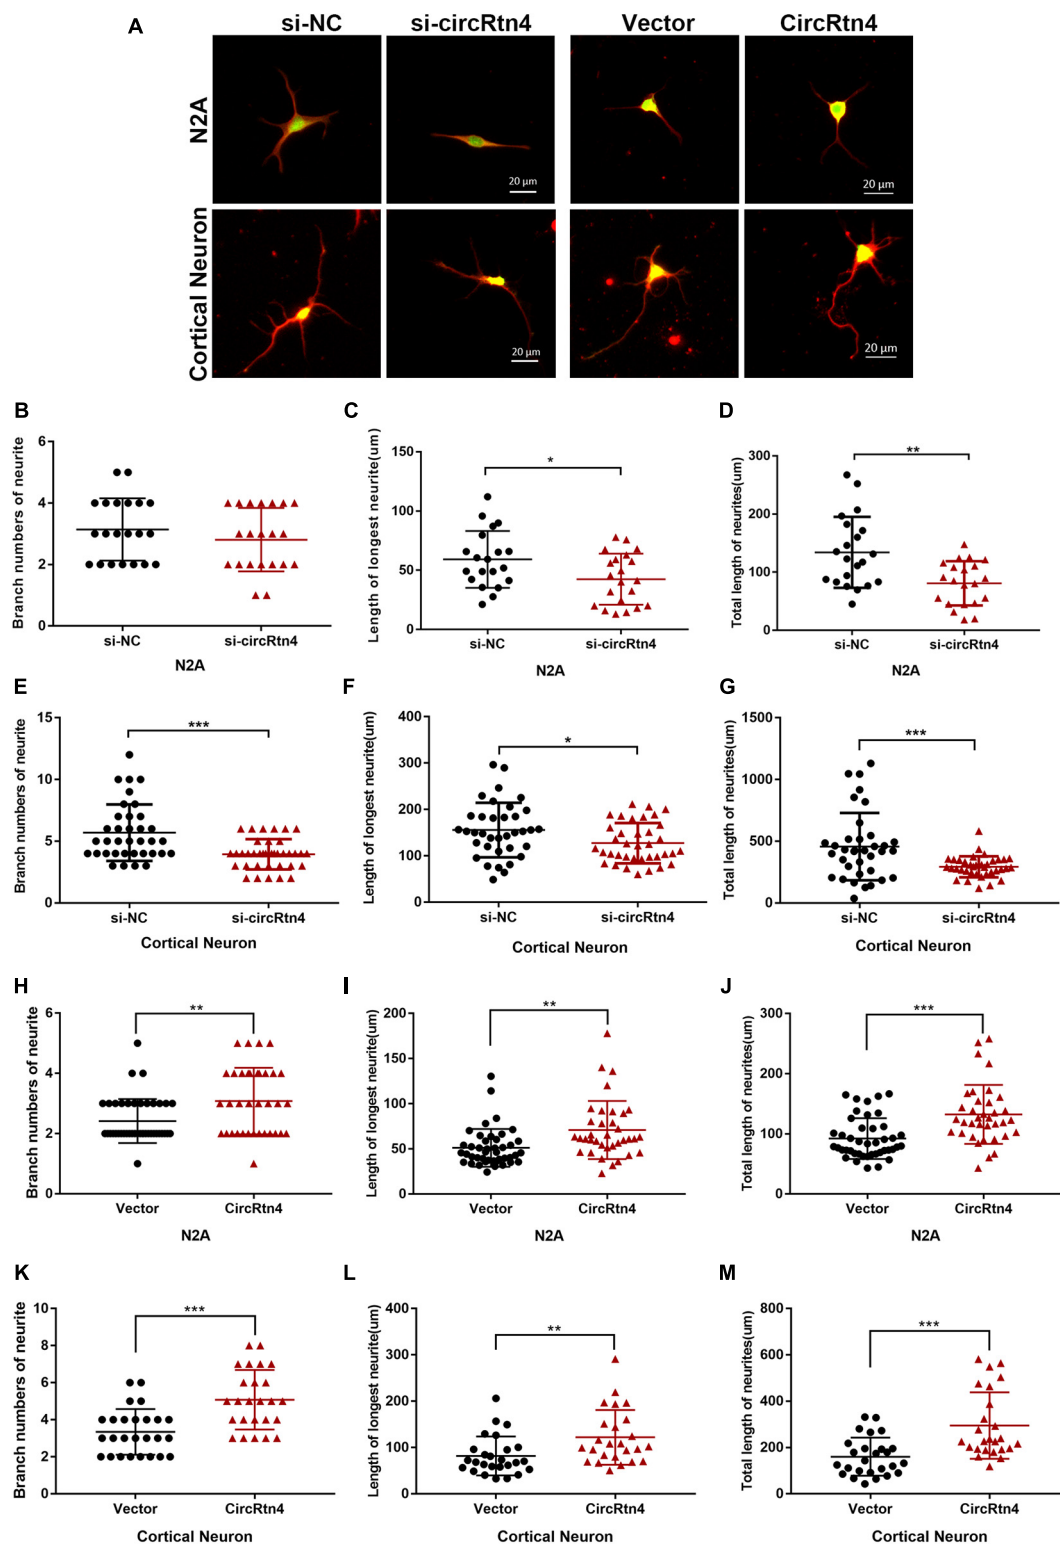 A
si-NC si-circRtn4 Vector CircRtn4
N2A
20 μm
20 μm
Cortical Neuron
20 μm
20 μm
B
Branch numbers of neurite
6
4
2
0
si-NC si-circRtn4
N2A
C
Length of longest neurite(um)
150
100
50
0
*
si-NC si-circRtn4
N2A
D
Total length of neurites(um)
300
200
100
0
**
si-NC si-circRtn4
N2A
E
Branch numbers of neurite
15
10
5
0
***
si-NC si-circRtn4
Cortical Neuron
F
Length of longest neurite(um)
400
300
200
100
0
*
si-NC si-circRtn4
Cortical Neuron
G
Total length of neurites(um)
1500
1000
500
0
***
si-NC si-circRtn4
Cortical Neuron
H
Branch numbers of neurite
6
4
2
0
**
Vector CircRtn4
N2A
I
Length of longest neurite(um)
200
150
100
50
0
**
Vector CircRtn4
N2A
J
Total length of neurites(um)
300
200
100
0
***
Vector CircRtn4
N2A
K
Branch numbers of neurite
10
8
6
4
2
0
***
Vector CircRtn4
Cortical Neuron
L
Length of longest neurite(um)
400
300
200
100
0
**
Vector CircRtn4
Cortical Neuron
M
Total length of neurites(um)
800
600
400
200
0
***
Vector CircRtn4
Cortical Neuron